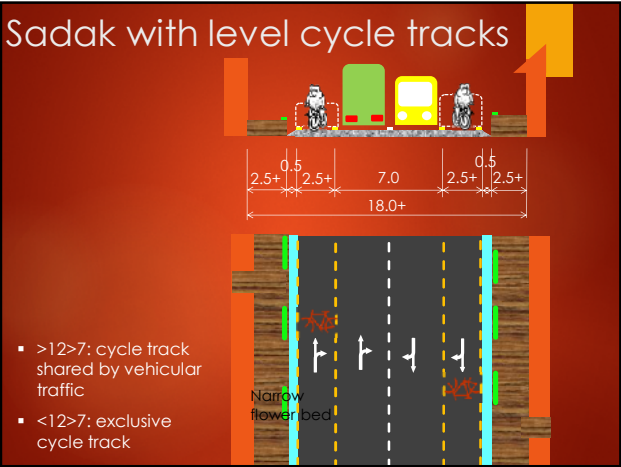 Sadak with level cycle tracks
0.5 0.5
2.5+ 2.5+ 7.0 2.5+ 2.5+
18.0+
>12>7: cycle track
shared by vehicular
traffic
<12>7: exclusive
cycle track
Narrow
flower bed